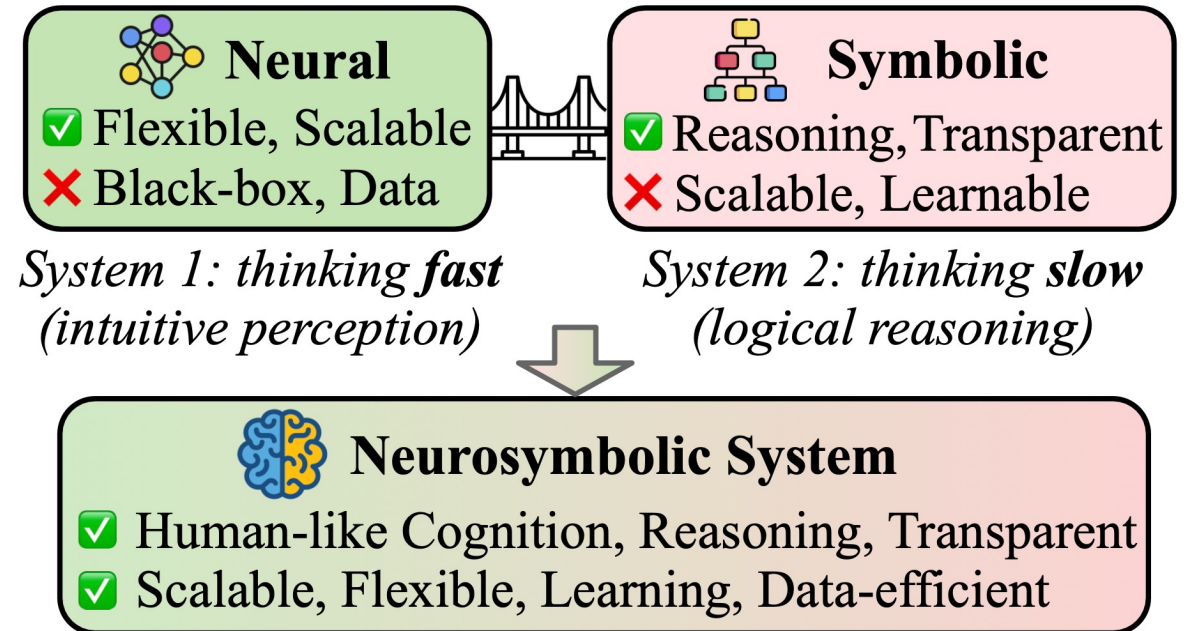 Neural
✅ Flexible, Scalable
❌ Black-box, Data
Symbolic
✅ Reasoning, Transparent
❌ Scalable, Learnable
System 1: thinking fast
(intuitive perception)
System 2: thinking slow
(logical reasoning)
Neurosymbolic System
✅ Human-like Cognition, Reasoning, Transparent
✅ Scalable, Flexible, Learning, Data-efficient